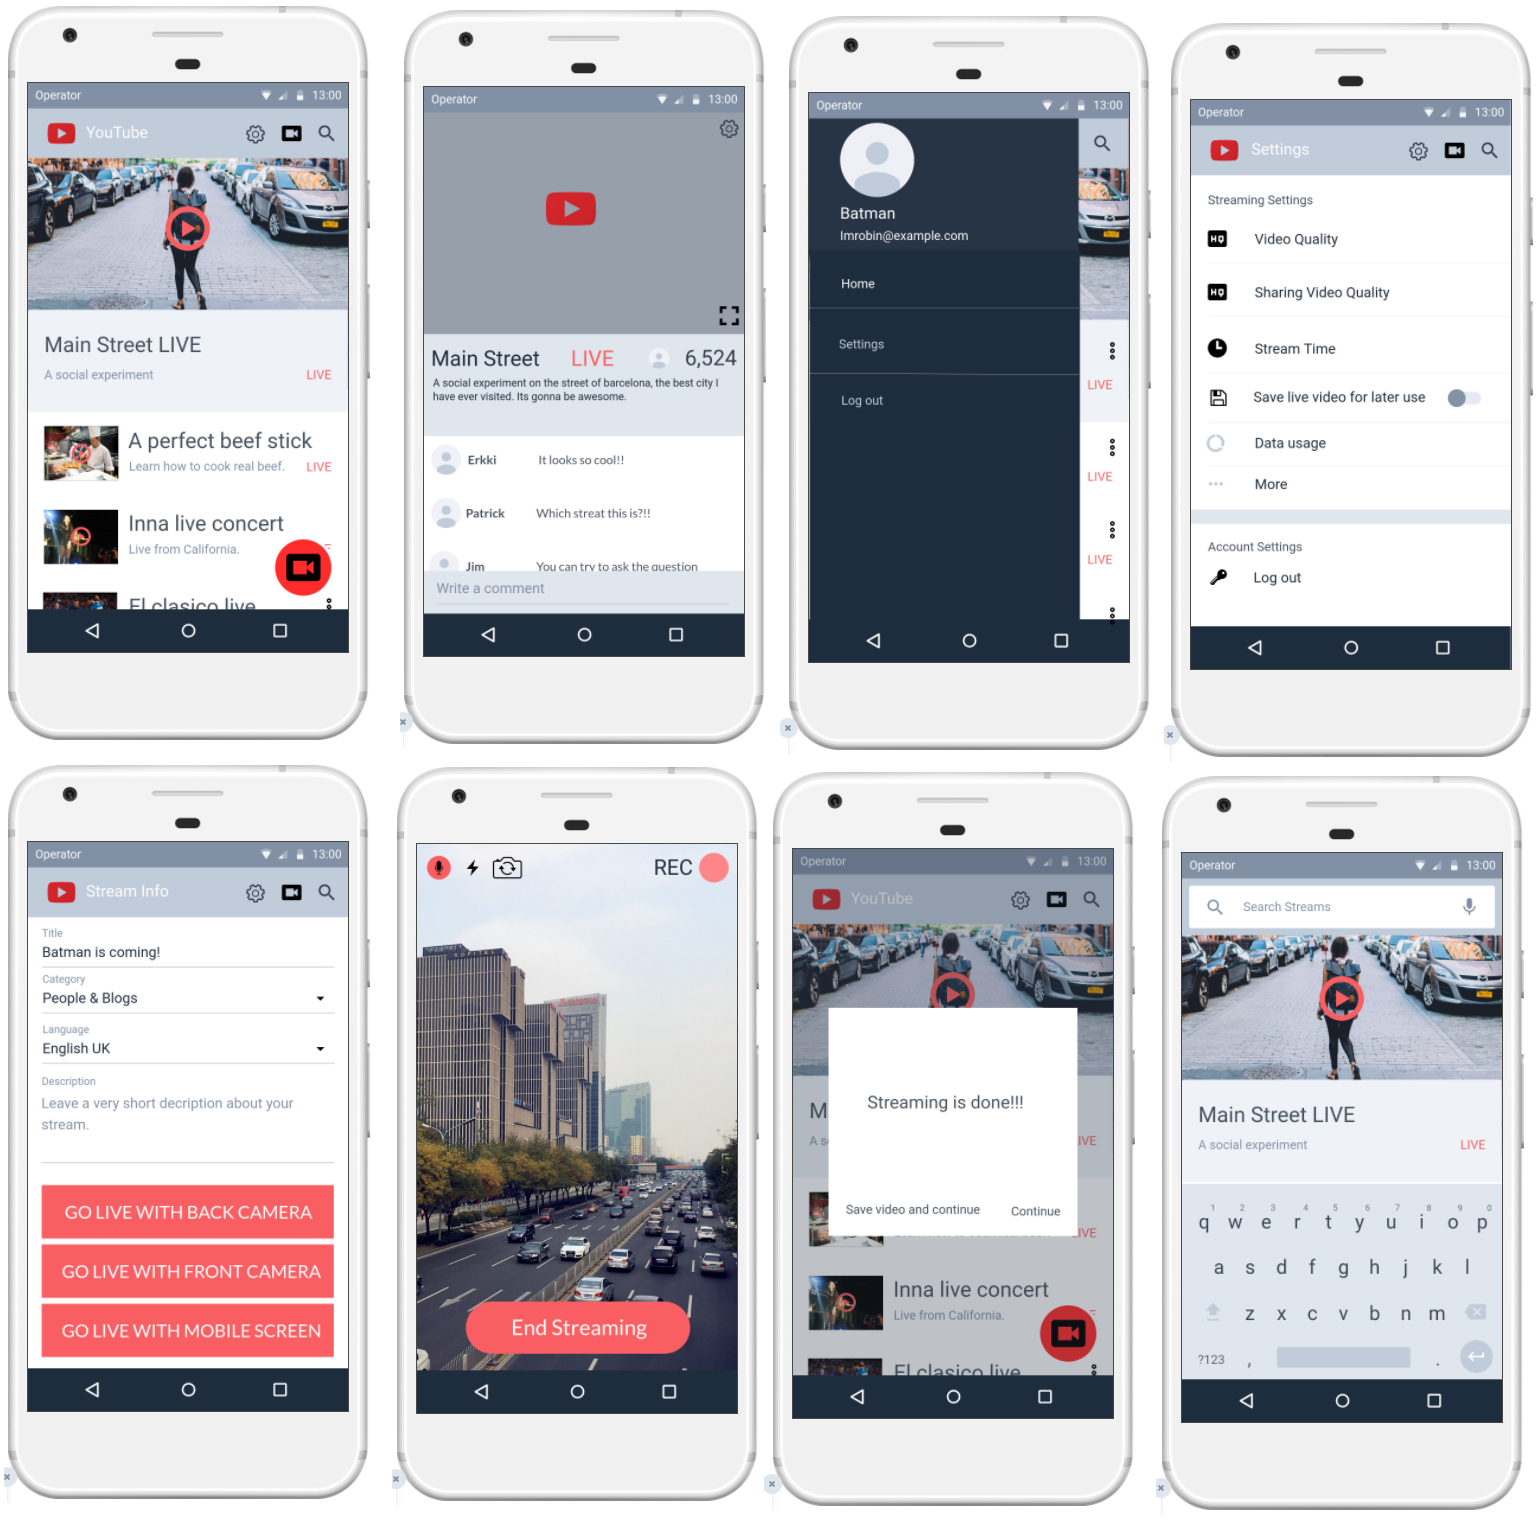 Operator 13:00
YouTube
Main Street LIVE
A social experiment LIVE
A perfect beef stick
Learn how to cook real beef. LIVE
Inna live concert
Live from California.
El clasico live
Operator 13:00
Main Street LIVE 6,524
A social experiment on the street of barcelona, the best city I
have ever visited. Its gonna be awesome.
Erkki It looks so cool!!
Patrick Which streat this is?!!
Jim You can try to ask the question
Write a comment
Operator 13:00
Batman
Imrobin@example.com
Home
Settings
LIVE
Log out
LIVE
LIVE
Operator 13:00
Settings
Streaming Settings
HQ Video Quality
HQ Sharing Video Quality
Stream Time
Save live video for later use
Data usage
More
Account Settings
Log out
Operator 13:00
Stream Info
Title
Batman is coming!
Category
People & Blogs
Language
English UK
Description
Leave a very short decription about your
stream.
GO LIVE WITH BACK CAMERA
GO LIVE WITH FRONT CAMERA
GO LIVE WITH MOBILE SCREEN
REC
End Streaming
Operator 13:00
YouTube
Streaming is done!!!
M
A so IVE
Save video and continue Continue
IVE
Inna live concert
Live from California.
El clasico live
Operator 13:00
Search Streams
Main Street LIVE
A social experiment LIVE
1 2 3 4 5 6 7 8 9 0
q w e r t y u i o p
a s d f g h j k l
z x c v b n m
?123 , .